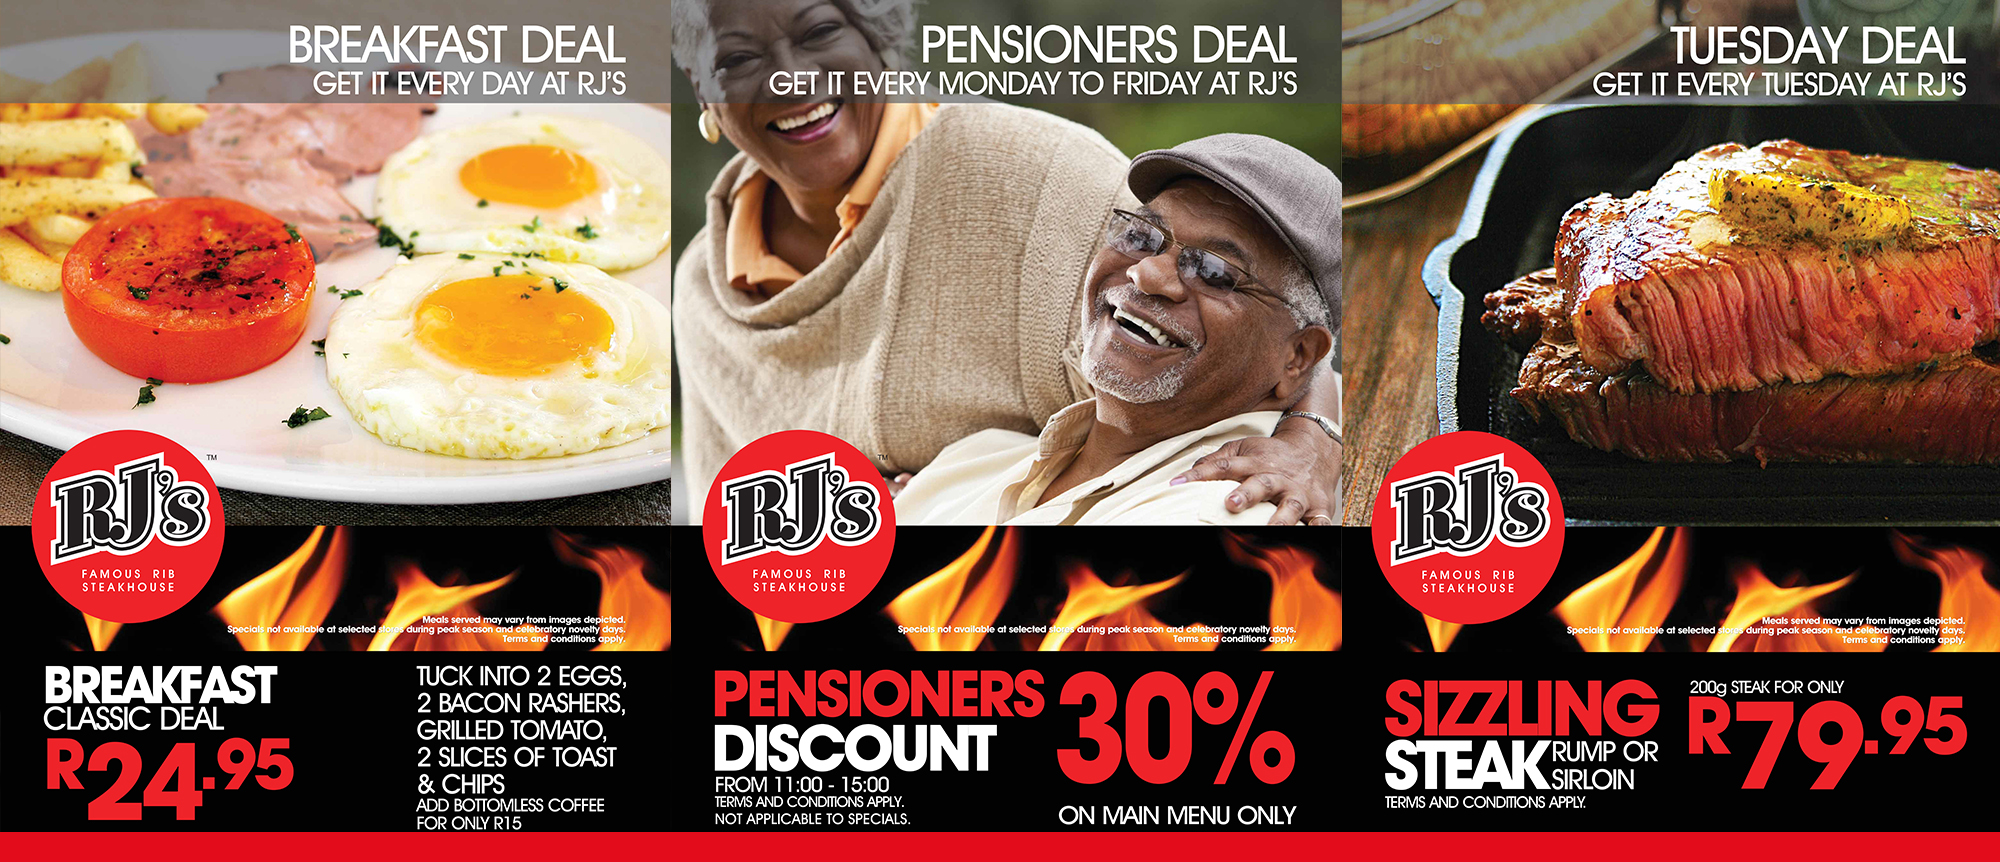 BREAKFAST DEAL
GET IT EVERY DAY AT RJ'S
RJ's
TM
FAMOUS RIB
STEAKHOUSE
Meals served may vary from images depicted.
Specials not available at selected stores during peak season and celebratory novelty days.
Terms and conditions apply.
BREAKFAST
CLASSIC DEAL
R24.95
TUCK INTO 2 EGGS,
2 BACON RASHERS,
GRILLED TOMATO,
2 SLICES OF TOAST
& CHIPS
ADD BOTTOMLESS COFFEE
FOR ONLY R15
PENSIONERS DEAL
GET IT EVERY MONDAY TO FRIDAY AT RJ'S
RJ's
TM
FAMOUS RIB
STEAKHOUSE
Specials not available at selected stores during peak season and celebratory novelty days.
Terms and conditions apply.
PENSIONERS
DISCOUNT
FROM 11:00 - 15:00
TERMS AND CONDITIONS APPLY.
NOT APPLICABLE TO SPECIALS.
30%
ON MAIN MENU ONLY
TUESDAY DEAL
GET IT EVERY TUESDAY AT RJ'S
RJ's
FAMOUS RIB
STEAKHOUSE
Meals served may vary from images depicted.
Specials not available at selected stores during peak season and celebratory novelty days.
Terms and conditions apply.
SIZZLING
STEAK RUMP OR
SIRLOIN
TERMS AND CONDITIONS APPLY.
200g STEAK FOR ONLY
R79.95